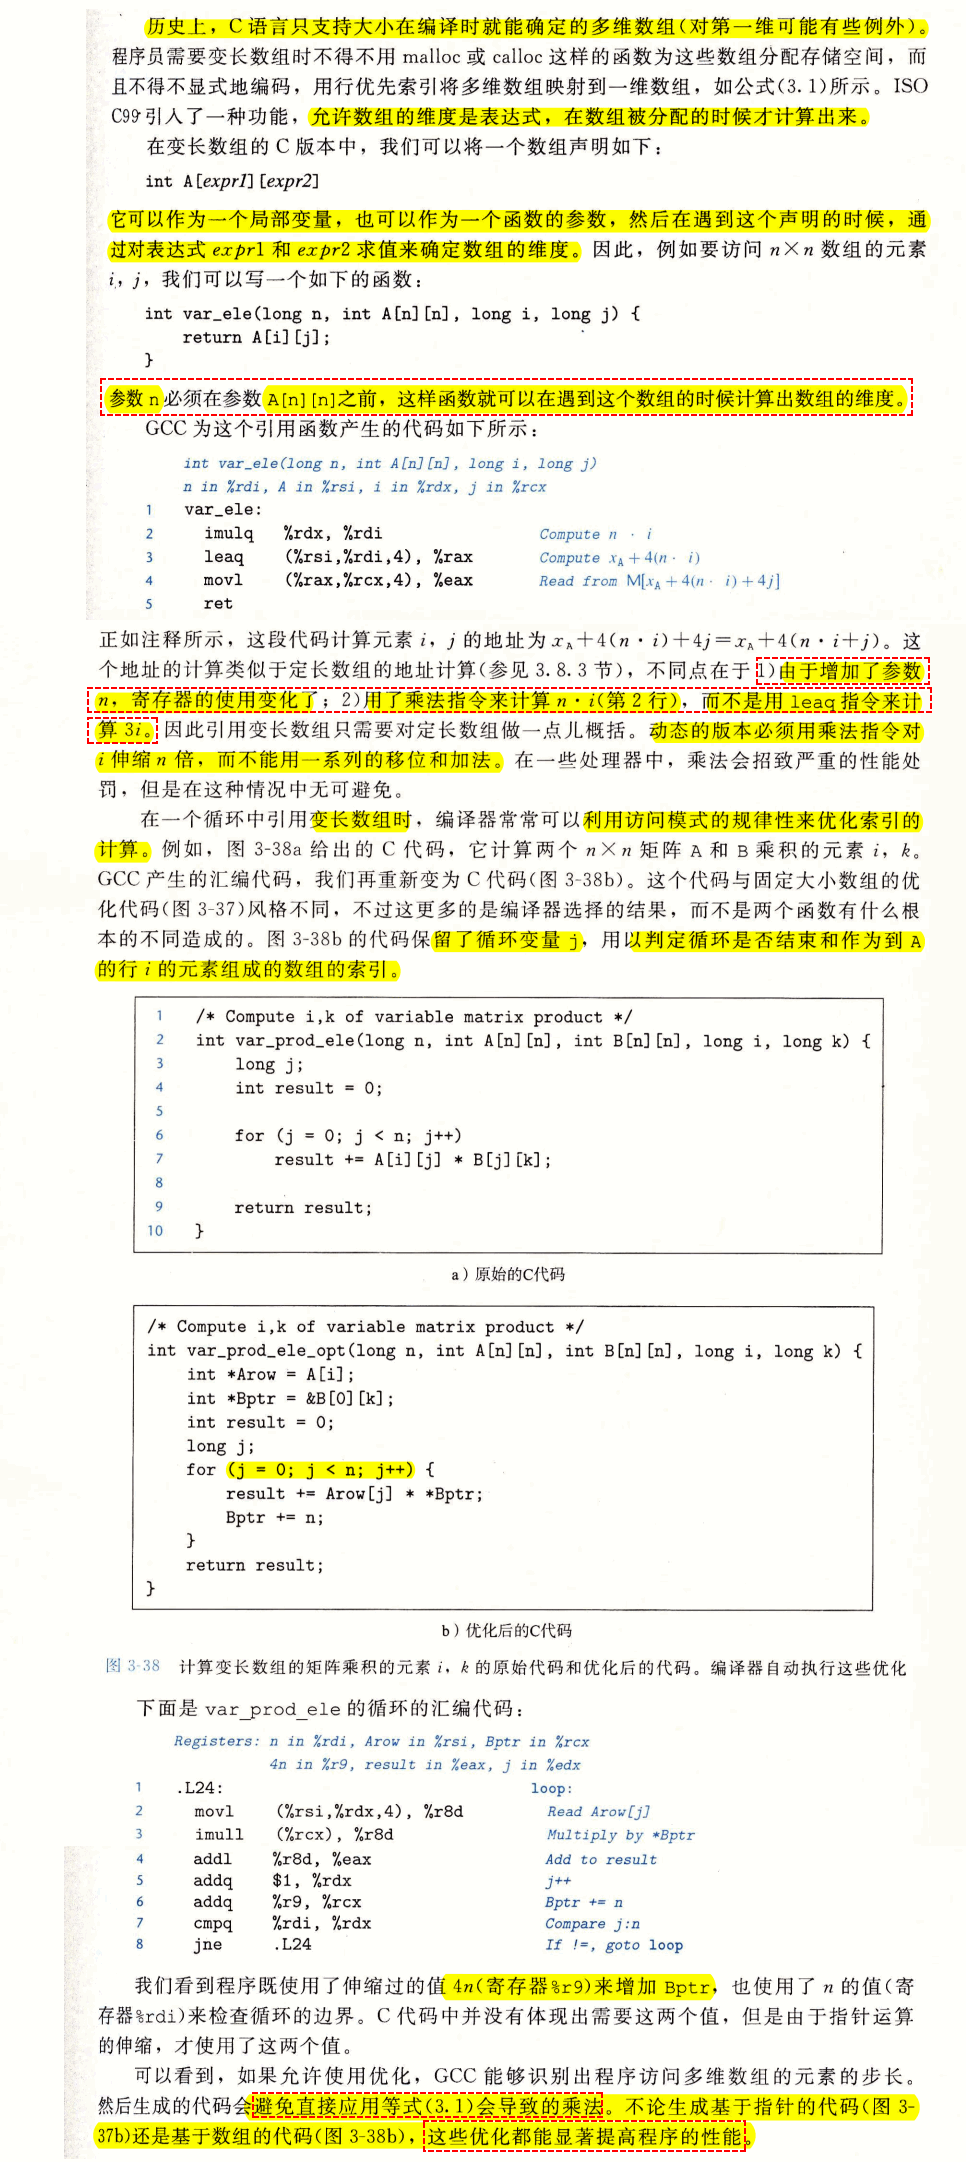 历史上，C 语言只支持大小在编译时就能确定的多维数组(对第一维可能有些例外)。
程序员需要变长数组时不得不用 malloc 或 calloc 这样的函数为这些数组分配存储空间，而
且不得不显式地编码，用行优先索引将多维数组映射到一维数组，如公式(3.1)所示。ISO
C99 引入了一种功能，允许数组的维度是表达式，在数组被分配的时候才计算出来。
在变长数组的 C 版本中，我们可以将一个数组声明如下：
int A[expr1][expr2]
它可以作为一个局部变量，也可以作为一个函数的参数，然后在遇到这个声明的时候，通
过对表达式 expr1 和 expr2 求值来确定数组的维度。因此，例如要访问 n×n 数组的元素
i，j，我们可以写一个如下的函数：
int var_ele(long n, int A[n][n], long i, long j) {
return A[i][j];
}
参数 n 必须在参数 A[n][n]之前，这样函数就可以在遇到这个数组的时候计算出数组的维度。
GCC 为这个引用函数产生的代码如下所示：
int var_ele(long n, int A[n][n], long i, long j)
n in %rdi, A in %rsi, i in %rdx, j in %rcx
1 var_ele:
2 imulq %rdx, %rdi Compute n · i
3 leaq (%rsi,%rdi,4), %rax Compute xA + 4(n · i)
4 movl (%rax,%rcx,4), %eax Read from M[xA + 4(n · i) + 4j]
5 ret
正如注释所示，这段代码计算元素 i，j 的地址为 xA+4(n·i)+4j=xA+4(n·i+j)。这
个地址的计算类似于定长数组的地址计算(参见 3.8.3 节)，不同点在于 1)由于增加了参数
n，寄存器的使用变化了；2)用了乘法指令来计算 n·i(第 2 行)，而不是用 leaq 指令来计
算 3i。因此引用变长数组只需要对定长数组做一点儿概括。动态的版本必须用乘法指令对
i 伸缩 n 倍，而不能用一系列的移位和加法。在一些处理器中，乘法会招致严重的性能处
罚，但是在这种情况中无可避免。
在一个循环中引用变长数组时，编译器常常可以利用访问模式的规律性来优化索引的
计算。例如，图 3-38a 给出的 C 代码，它计算两个 n×n 矩阵 A 和 B 乘积的元素 i，k。
GCC 产生的汇编代码，我们再重新变为 C 代码(图 3-38b)。这个代码与固定大小数组的优
化代码(图 3-37)风格不同，不过这更多的是编译器选择的结果，而不是两个函数有什么根
本的不同造成的。图 3-38b 的代码保留了循环变量 j，用以判定循环是否结束和作为到 A
的行 i 的元素组成的数组的索引。
1 /* Compute i,k of variable matrix product */
2 int var_prod_ele(long n, int A[n][n], int B[n][n], long i, long k) {
3 long j;
4 int result = 0;
5
6 for (j = 0; j < n; j++)
7 result += A[i][j] * B[j][k];
8
9 return result;
10 }
a）原始的C代码
/* Compute i,k of variable matrix product */
int var_prod_ele_opt(long n, int A[n][n], int B[n][n], long i, long k) {
int *Arow = A[i];
int *Bptr = &B[0][k];
int result = 0;
long j;
for (j = 0; j < n; j++) {
result += Arow[j] * *Bptr;
Bptr += n;
}
return result;
}
b）优化后的C代码
图 3-38 计算变长数组的矩阵乘积的元素 i，k 的原始代码和优化后的代码。编译器自动执行这些优化
下面是 var_prod_ele 的循环的汇编代码：
Registers: n in %rdi, Arow in %rsi, Bptr in %rcx
4n in %r9, result in %eax, j in %edx
1 .L24: loop:
2 movl (%rsi,%rdx,4), %r8d Read Arow[j]
3 imull (%rcx), %r8d Multiply by *Bptr
4 addl %r8d, %eax Add to result
5 addq $1, %rdx j++
6 addq %r9, %rcx Bptr += n
7 cmpq %rdi, %rdx Compare j:n
8 jne .L24 If !=, goto loop
我们看到程序既使用了伸缩过的值 4n(寄存器%r9)来增加 Bptr，也使用了 n 的值(寄
存器%rdi)来检查循环的边界。C 代码中并没有体现出需要这两个值，但是由于指针运算
的伸缩，才使用了这两个值。
可以看到，如果允许使用优化，GCC 能够识别出程序访问多维数组的元素的步长。
然后生成的代码会避免直接应用等式(3.1)会导致的乘法。不论生成基于指针的代码(图 3-
37b)还是基于数组的代码(图 3-38b)，这些优化都能显著提高程序的性能。